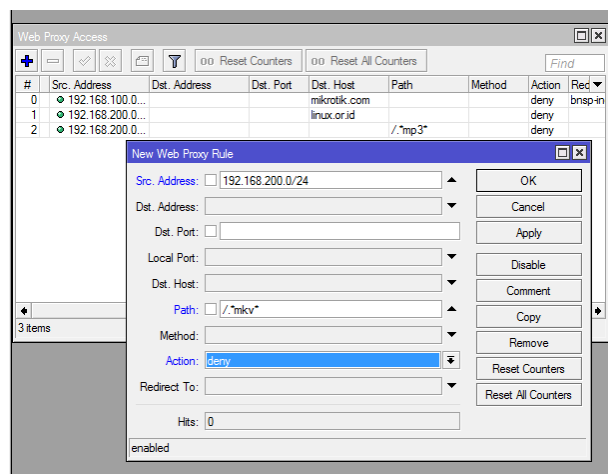 Web Proxy Access
00 Reset Counters 00 Reset All Counters Find
# Src. Address Dst. Address Dst. Port Dst. Host Path Method Action Red
0 192.168.100.0... mikrotik.com deny bnsp-in
1 192.168.200.0... linux.or.id deny
2 192.168.200.0... /.*mp3* deny
New Web Proxy Rule
Src. Address: 192.168.200.0/24 OK
Dst. Address: Cancel
Dst. Port: Apply
Local Port: Disable
Dst. Host: Comment
Path: /.*mkv* Copy
3 items
Method: Remove
Action: deny Reset Counters
Redirect To: Reset All Counters
Hits: 0
enabled